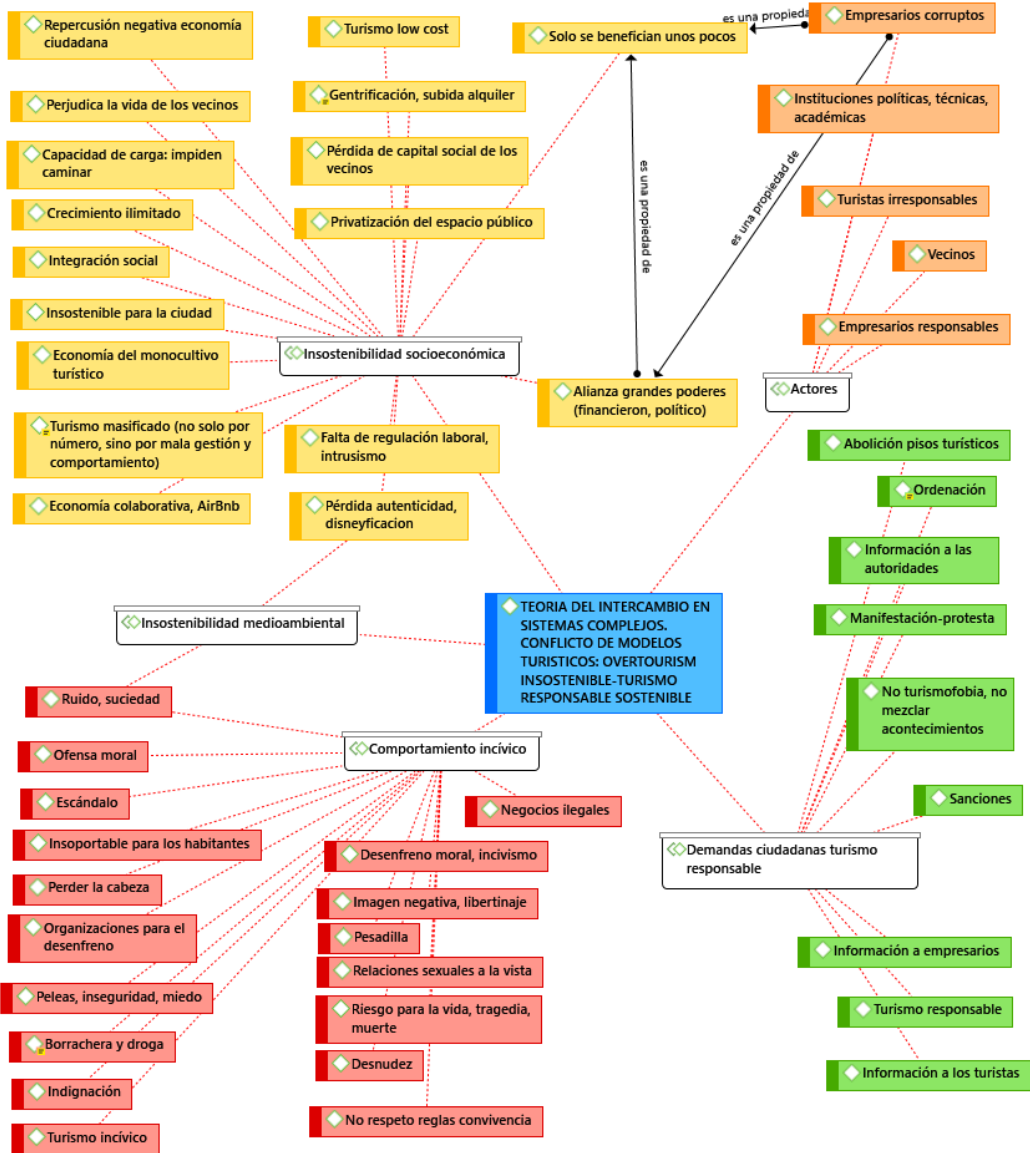 Repercusión negativa economía
ciudadana
Turismo low cost
Solo se benefician unos pocos
es una propieda
Empresarios corruptos
Perjudica la vida de los vecinos
Gentrificación, subida alquiler
Instituciones políticas, técnicas,
académicas
Capacidad de carga: impiden
caminar
Pérdida de capital social de los
vecinos
es una propiedad de
es una propiedad de
Crecimiento ilimitado
Privatización del espacio público
Turistas irresponsables
Integración social
Vecinos
Insostenible para la ciudad
Empresarios responsables
Insostenibilidad socioeconómica
Economía del monocultivo
turístico
Alianza grandes poderes
(financieron, político)
Actores
Turismo masificado (no solo por
número, sino por mala gestión y
comportamiento)
Falta de regulación laboral,
intrusismo
Abolición pisos turísticos
Ordenación
Economía colaborativa, AirBnb
Pérdida autenticidad,
disneyficacion
Información a las
autoridades
Insostenibilidad medioambiental
TEORIA DEL INTERCAMBIO EN
SISTEMAS COMPLEJOS.
CONFLICTO DE MODELOS
TURISTICOS: OVERTOURISM
INSOSTENIBLE-TURISMO
RESPONSABLE SOSTENIBLE
Manifestación-protesta
Ruido, suciedad
No turismofobia, no
mezclar
acontecimientos
Comportamiento incívico
Ofensa moral
Escándalo
Negocios ilegales
Sanciones
Insoportable para los habitantes
Desenfreno moral, incivismo
Demandas ciudadanas turismo
responsable
Perder la cabeza
Imagen negativa, libertinaje
Organizaciones para el
desenfreno
Pesadilla
Información a empresarios
Relaciones sexuales a la vista
Peleas, inseguridad, miedo
Riesgo para la vida, tragedia,
muerte
Turismo responsable
Borrachera y droga
Desnudez
Información a los turistas
Indignación
No respeto reglas convivencia
Turismo incívico